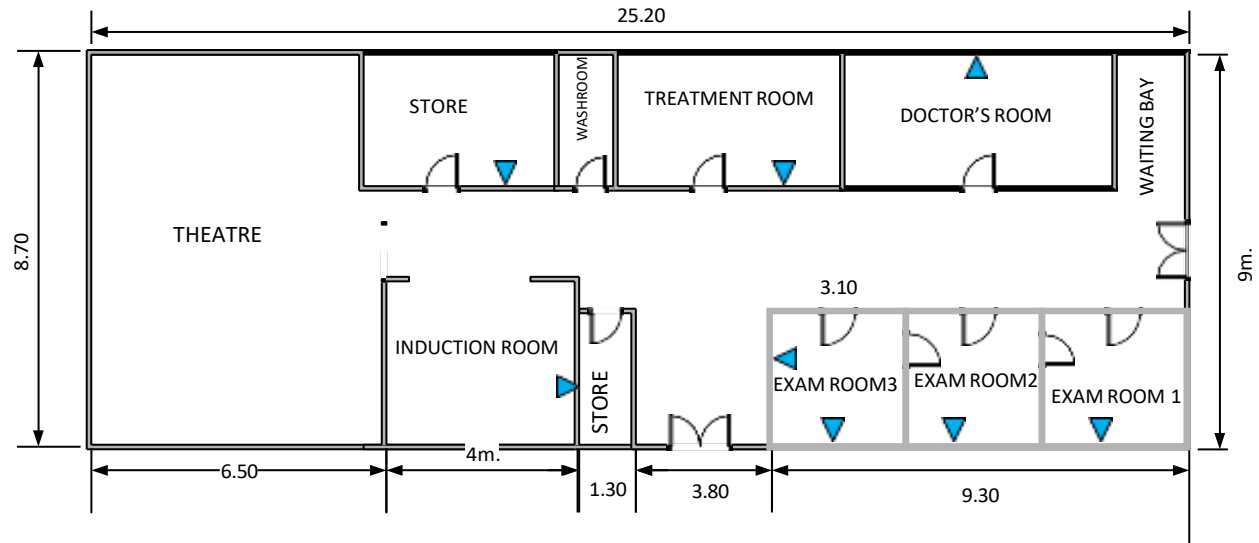 25.20
STORE
WASHROOM
TREATMENT ROOM
DOCTOR'S ROOM
WAITING BAY
THEATRE
8.70
9m.
3.10
INDUCTION ROOM
STORE
EXAM ROOM3
EXAM ROOM2
EXAM ROOM 1
6.50
4m.
1.30
3.80
9.30